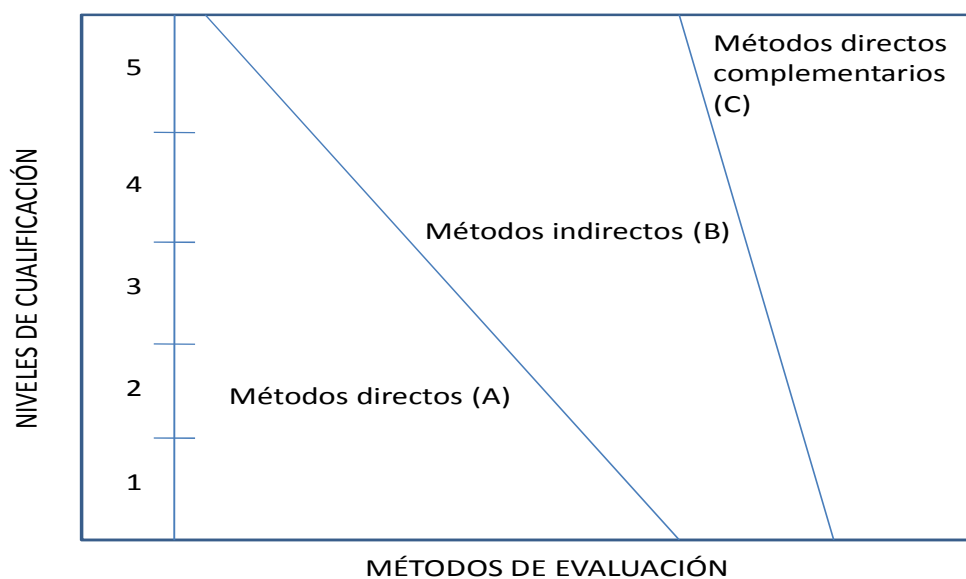 NIVELES DE CUALIFICACIÓN
5
4
3
2
1
Métodos directos
complementarios
(C)
Métodos indirectos (B)
Métodos directos (A)
MÉTODOS DE EVALUACIÓN